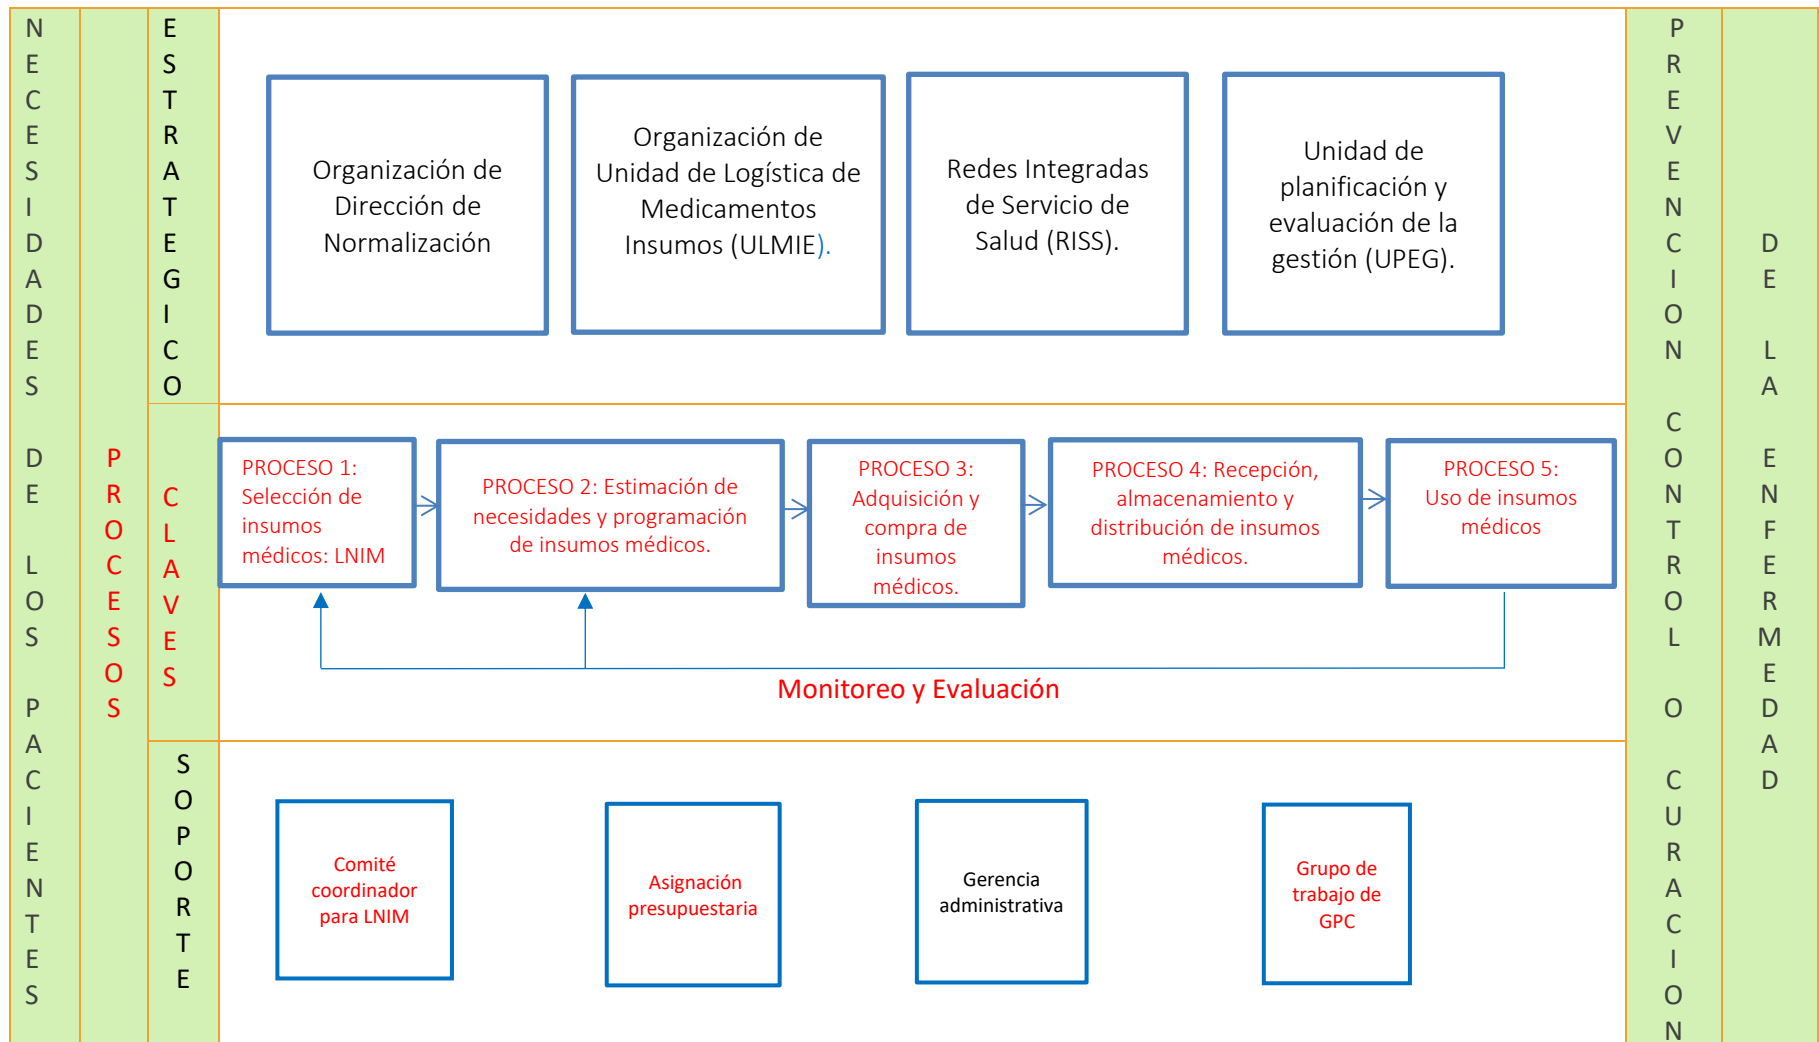 NECESIDADES DE LOS PACIENTES
PROCESOS
ESTRATEGICO
Organización de
Dirección de
Normalización
Organización de
Unidad de Logística de
Medicamentos
Insumos (ULMIE).
Redes Integradas
de Servicio de
Salud (RISS).
Unidad de
planificación y
evaluación de la
gestión (UPEG).
CLAVES
PROCESO 1:
Selección de
insumos
médicos: LNIM
PROCESO 2: Estimación de
necesidades y programación
de insumos médicos.
PROCESO 3:
Adquisición y
compra de
insumos
médicos.
PROCESO 4: Recepción,
almacenamiento y
distribución de insumos
médicos.
PROCESO 5:
Uso de insumos
médicos
Monitoreo y Evaluación
SOPORTE
Comité
coordinador
para LNIM
Asignación
presupuestaria
Gerencia
administrativa
Grupo de
trabajo de
GPC
PREVENCION CONTROL O CURACION
DE LA ENFERMEDAD